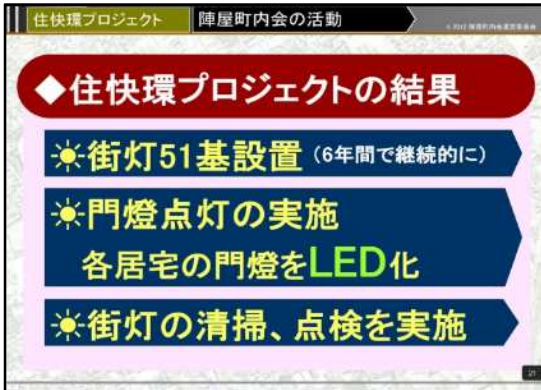 住快環プロジェクト 陣屋町内会の活動
◆住快環プロジェクトの結果
☀街灯51基設置（6年間で継続的に）
☀門燈点灯の実施
各居宅の門燈をLED化
☀街灯の清掃、点検を実施
21